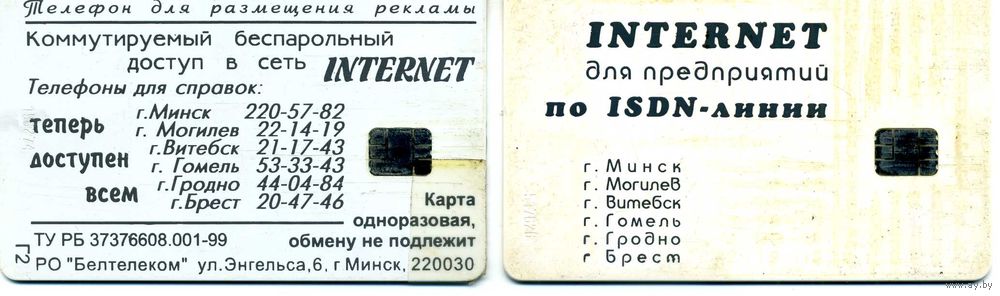 Телефон для размещения рекламы
Коммутируемый беспарольный
доступ в сеть INTERNET
Телефоны для справок:
теперь
доступен
всем
г.Минск 220-57-82
г. Могилев 22-14-19
г.Витебск 21-17-43
г. Гомель 53-33-43
г.Гродно 44-04-84
г.Брест 20-47-46
Карта
одноразовая,
обмену не подлежит
ТУ РБ 37376608.001-99
Г2
РО "Белтелеком" ул.Энгельса,6, г Минск, 220030
INTERNET
для предприятий
по ISDN-линии
г. Минск
г. Могилев
г. Витебск
г. Гомель
г. Гродно
г Брест
www.ay.by